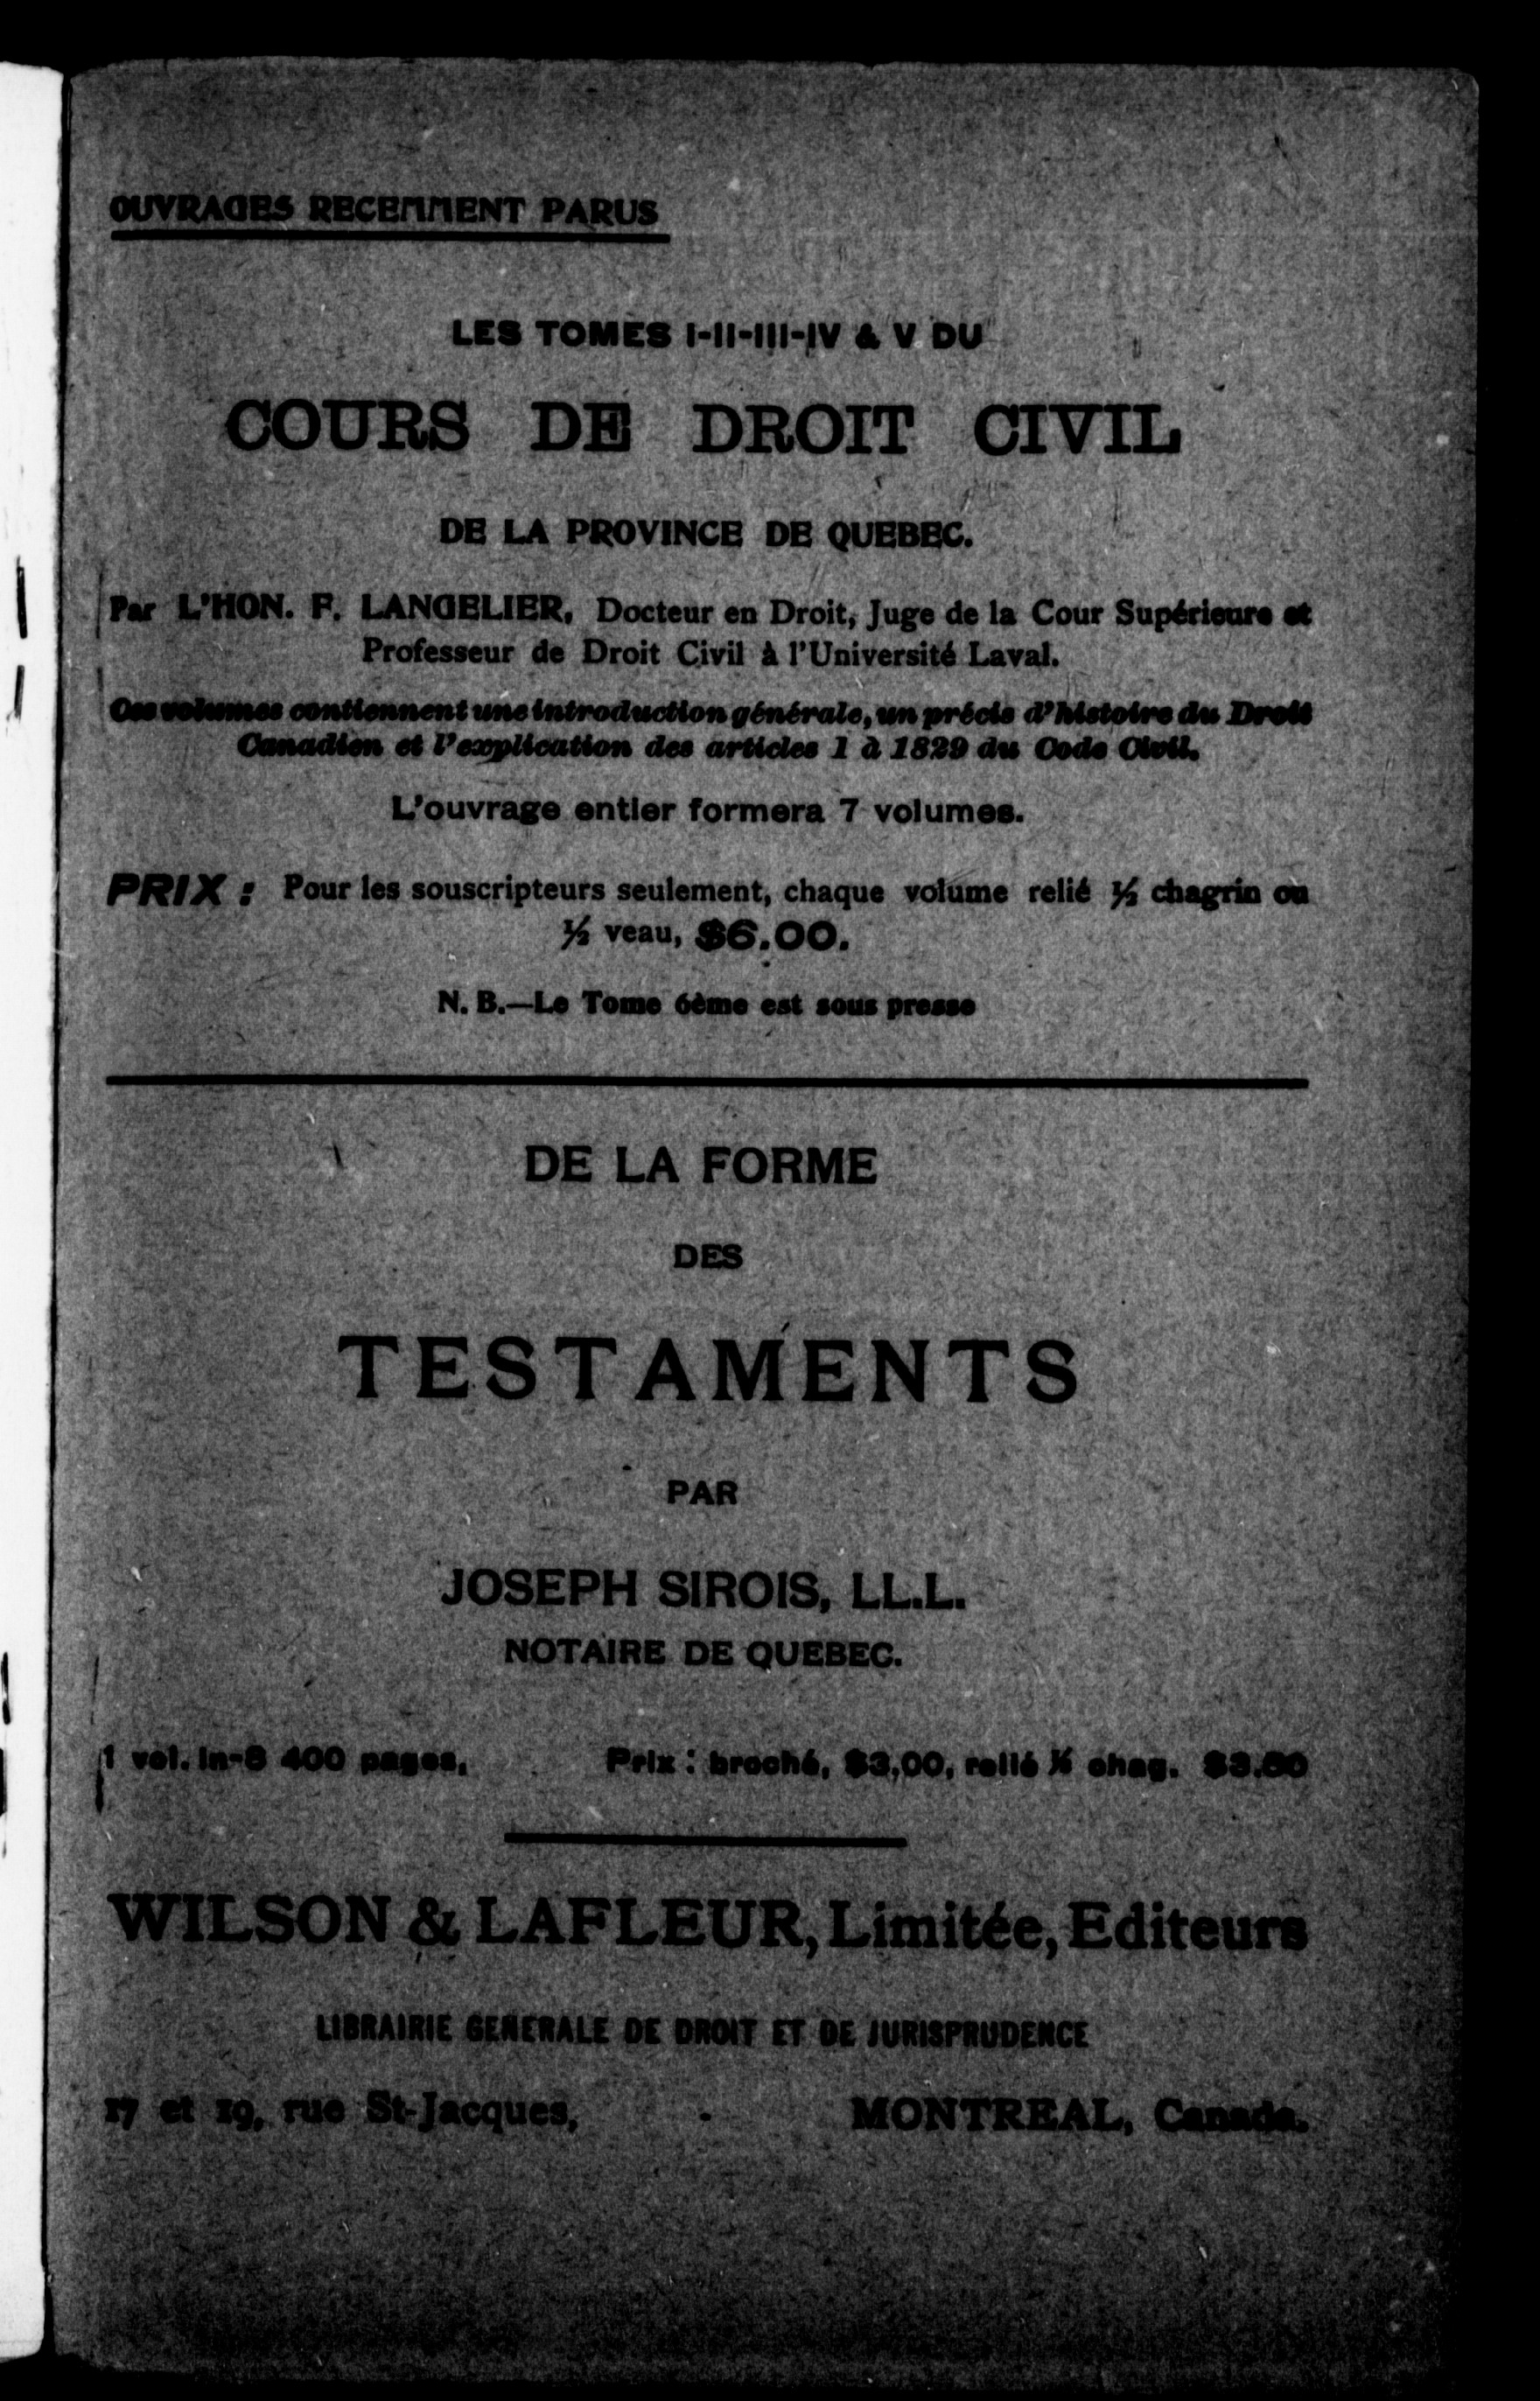 OUVRAGES RECEMMENT PARUS
LES TOMES I-II-III-IV & V DU
COURS DE DROIT CIVIL
DE LA PROVINCE DE QUEBEC.
Par L'HON. F. LANGELIER, Docteur en Droit, Juge de la Cour Supérieure et
Professeur de Droit Civil à l'Université Laval.
Ces volumes contiennent une introduction générale, un précis d'histoire du Droit
Canadien et l'explication des articles 1 à 1829 du Code Civil.
L'ouvrage entier formera 7 volumes.
PRIX : Pour les souscripteurs seulement, chaque volume relié ½ chagrin ou
½ veau, $6.00.
N. B.—Le Tome 6ème est sous presse
DE LA FORME
DES
TESTAMENTS
PAR
JOSEPH SIROIS, LL.L.
NOTAIRE DE QUEBEC.
1 vol. in-8 400 pages, Prix : broché, $3,00, relié ½ chag. $3.50
WILSON & LAFLEUR, Limitée, Editeurs
LIBRAIRIE GENERALE DE DROIT ET DE JURISPRUDENCE
17 et 19, rue St-Jacques, - MONTREAL, Canada.